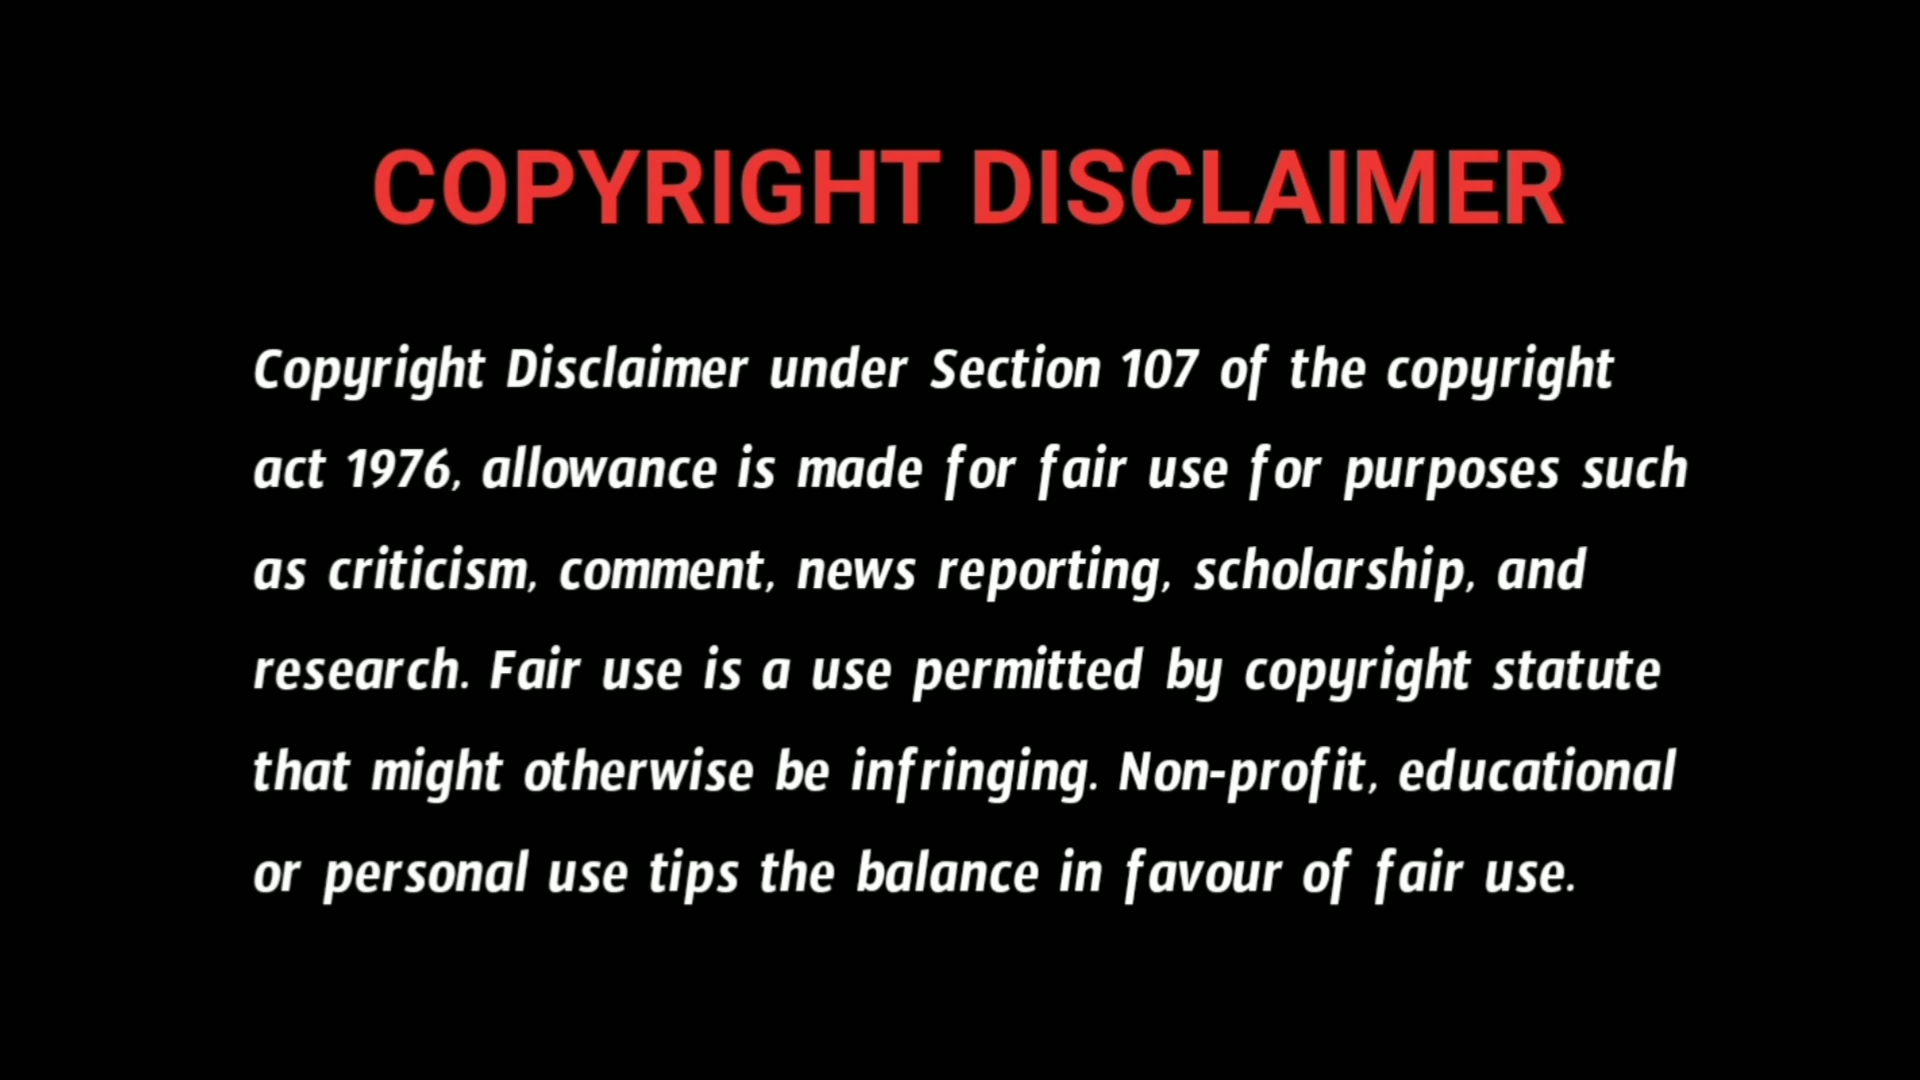 COPYRIGHT DISCLAIMER
Copyright Disclaimer under Section 107 of the copyright
act 1976, allowance is made for fair use for purposes such
as criticism, comment, news reporting, scholarship, and
research. Fair use is a use permitted by copyright statute
that might otherwise be infringing. Non-profit, educational
or personal use tips the balance in favour of fair use.